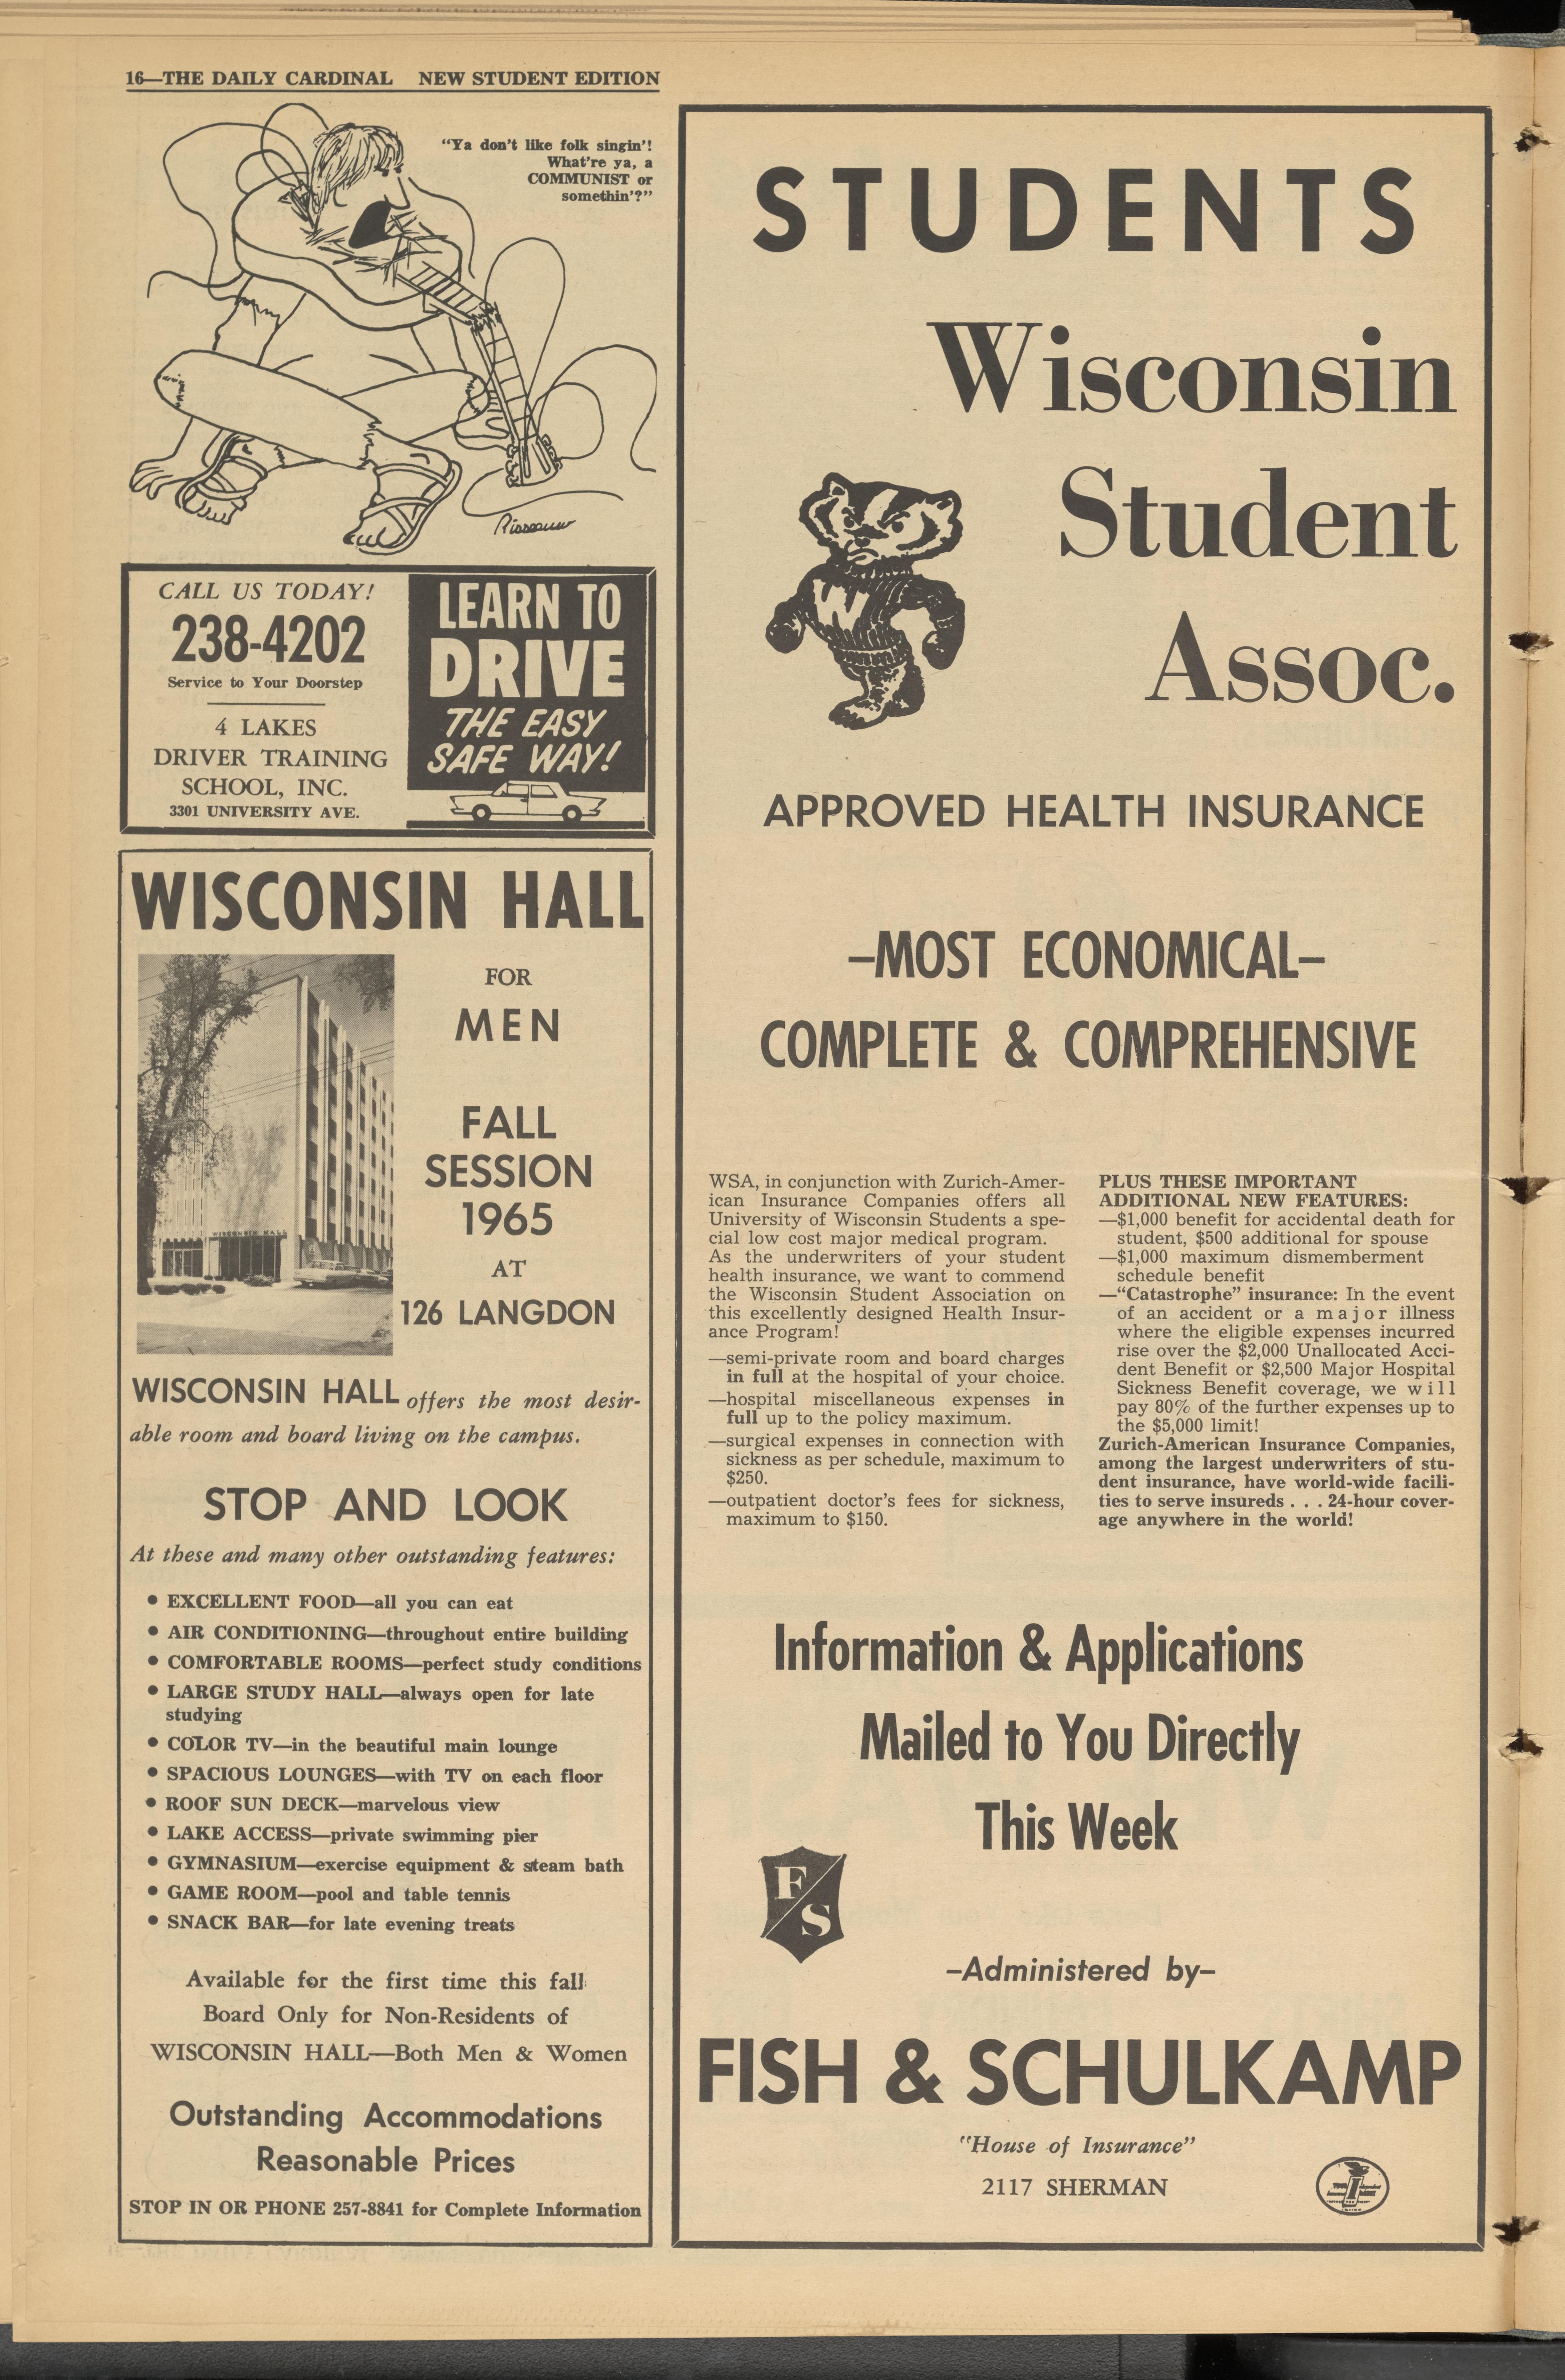 16—THE DAILY CARDINAL NEW STUDENT EDITION
"Ya don't like folk singin'!
What're ya, a
COMMUNIST or
somethin'?"
CALL US TODAY!
238-4202
Service to Your Doorstep
4 LAKES
DRIVER TRAINING
SCHOOL, INC.
3301 UNIVERSITY AVE.
LEARN TO
DRIVE
THE EASY
SAFE WAY!
WISCONSIN HALL
FOR
MEN
FALL
SESSION
1965
AT
126 LANGDON
WISCONSIN HALL
WISCONSIN HALL offers the most desir-
able room and board living on the campus.
STOP AND LOOK
At these and many other outstanding features:
• EXCELLENT FOOD—all you can eat
• AIR CONDITIONING—throughout entire building
• COMFORTABLE ROOMS—perfect study conditions
• LARGE STUDY HALL—always open for late
studying
• COLOR TV—in the beautiful main lounge
• SPACIOUS LOUNGES—with TV on each floor
• ROOF SUN DECK—marvelous view
• LAKE ACCESS—private swimming pier
• GYMNASIUM—exercise equipment & steam bath
• GAME ROOM—pool and table tennis
• SNACK BAR—for late evening treats
Available for the first time this fall
Board Only for Non-Residents of
WISCONSIN HALL—Both Men & Women
Outstanding Accommodations
Reasonable Prices
STOP IN OR PHONE 257-8841 for Complete Information
STUDENTS
Wisconsin
Student
Assoc.
W
APPROVED HEALTH INSURANCE
–MOST ECONOMICAL–
COMPLETE & COMPREHENSIVE
WSA, in conjunction with Zurich-Amer-
ican Insurance Companies offers all
University of Wisconsin Students a spe-
cial low cost major medical program.
As the underwriters of your student
health insurance, we want to commend
the Wisconsin Student Association on
this excellently designed Health Insur-
ance Program!
—semi-private room and board charges
in full at the hospital of your choice.
—hospital miscellaneous expenses in
full up to the policy maximum.
—surgical expenses in connection with
sickness as per schedule, maximum to
$250.
—outpatient doctor's fees for sickness,
maximum to $150.
PLUS THESE IMPORTANT
ADDITIONAL NEW FEATURES:
—$1,000 benefit for accidental death for
student, $500 additional for spouse
—$1,000 maximum dismemberment
schedule benefit
—"Catastrophe" insurance: In the event
of an accident or a major illness
where the eligible expenses incurred
rise over the $2,000 Unallocated Acci-
dent Benefit or $2,500 Major Hospital
Sickness Benefit coverage, we will
pay 80% of the further expenses up to
the $5,000 limit!
Zurich-American Insurance Companies,
among the largest underwriters of stu-
dent insurance, have world-wide facili-
ties to serve insureds . . . 24-hour cover-
age anywhere in the world!
Information & Applications
Mailed to You Directly
This Week
F/S
–Administered by–
FISH & SCHULKAMP
"House of Insurance"
2117 SHERMAN